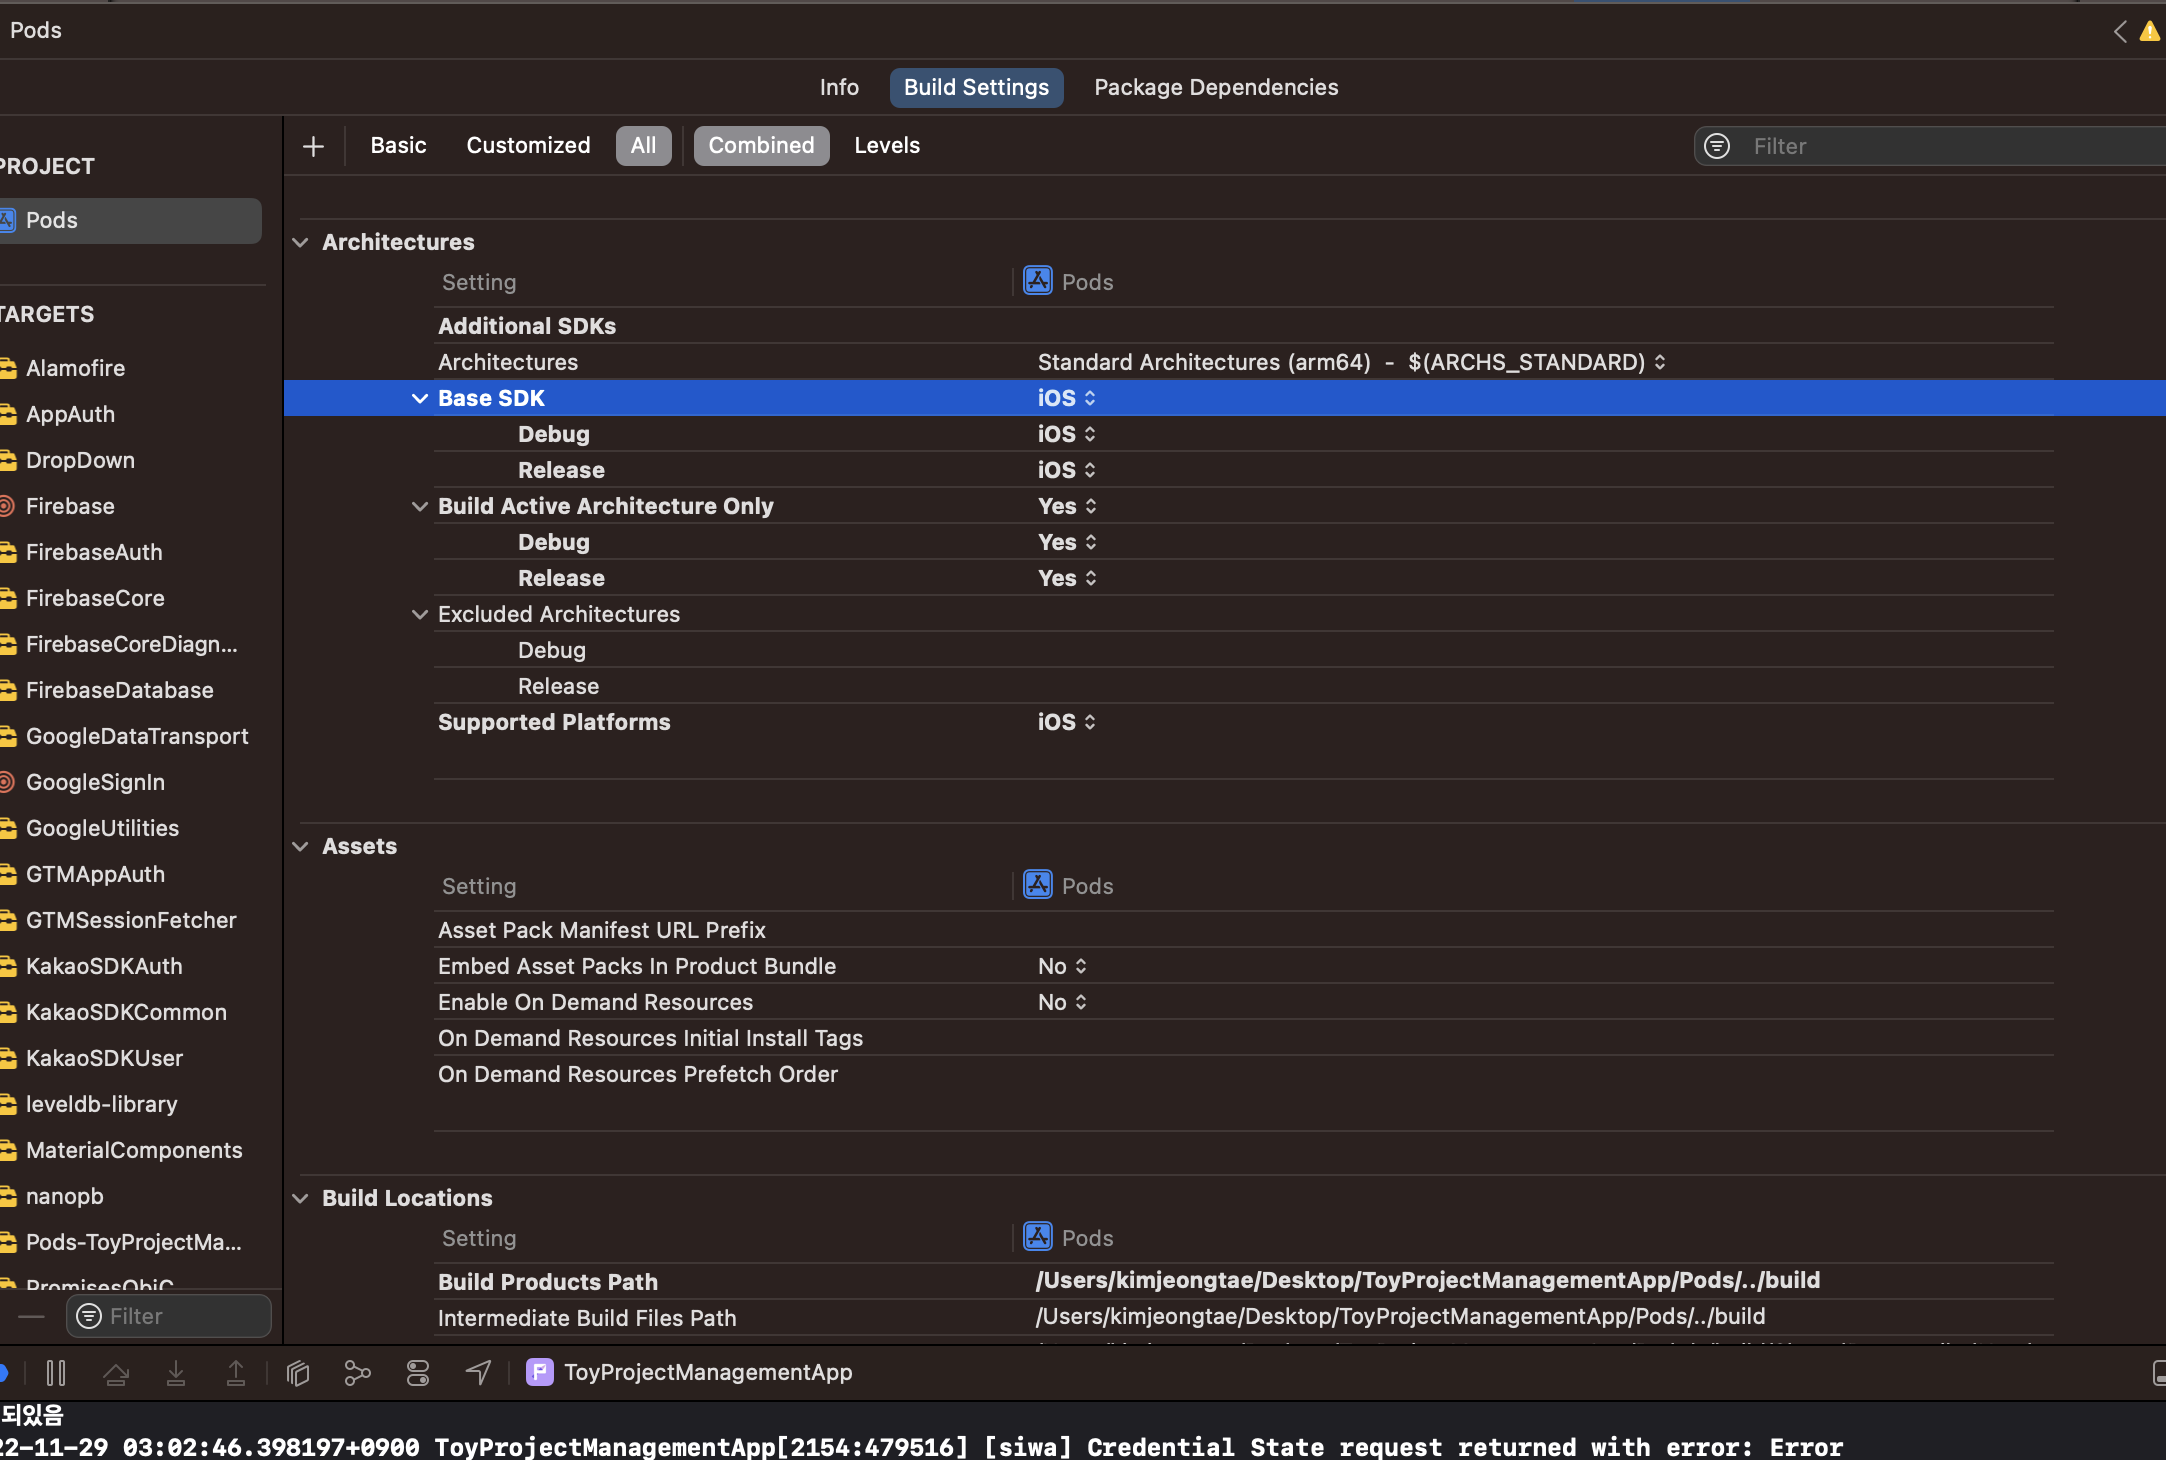 Pods
Info Build Settings Package Dependencies
Basic Customized All Combined Levels Filter
PROJECT
Pods
TARGETS
Alamofire
AppAuth
DropDown
Firebase
FirebaseAuth
FirebaseCore
FirebaseCoreDiagn...
FirebaseDatabase
GoogleDataTransport
GoogleSignIn
GoogleUtilities
GTMAppAuth
GTMSessionFetcher
KakaoSDKAuth
KakaoSDKCommon
KakaoSDKUser
leveldb-library
MaterialComponents
nanopb
Pods-ToyProjectMa...
PromisesObjC
Filter
Architectures
Setting Pods
Additional SDKs
Architectures Standard Architectures (arm64) - $(ARCHS_STANDARD)
Base SDK iOS
Debug iOS
Release iOS
Build Active Architecture Only Yes
Debug Yes
Release Yes
Excluded Architectures
Debug
Release
Supported Platforms iOS
Assets
Setting Pods
Asset Pack Manifest URL Prefix
Embed Asset Packs In Product Bundle No
Enable On Demand Resources No
On Demand Resources Initial Install Tags
On Demand Resources Prefetch Order
Build Locations
Setting Pods
Build Products Path /Users/kimjeongtae/Desktop/ToyProjectManagementApp/Pods/../build
Intermediate Build Files Path /Users/kimjeongtae/Desktop/ToyProjectManagementApp/Pods/../build
ToyProjectManagementApp
되있음
22-11-29 03:02:46.398197+0900 ToyProjectManagementApp[2154:479516] [siwa] Credential State request returned with error: Error